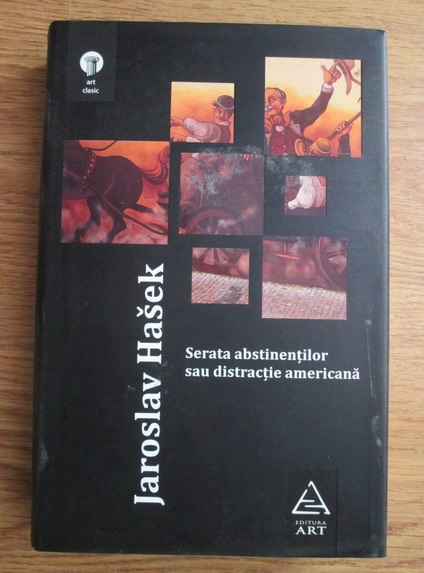 art
clasic
Jaroslav Hašek
Serata abstinenților
sau distracție americană
EDITURA
ART